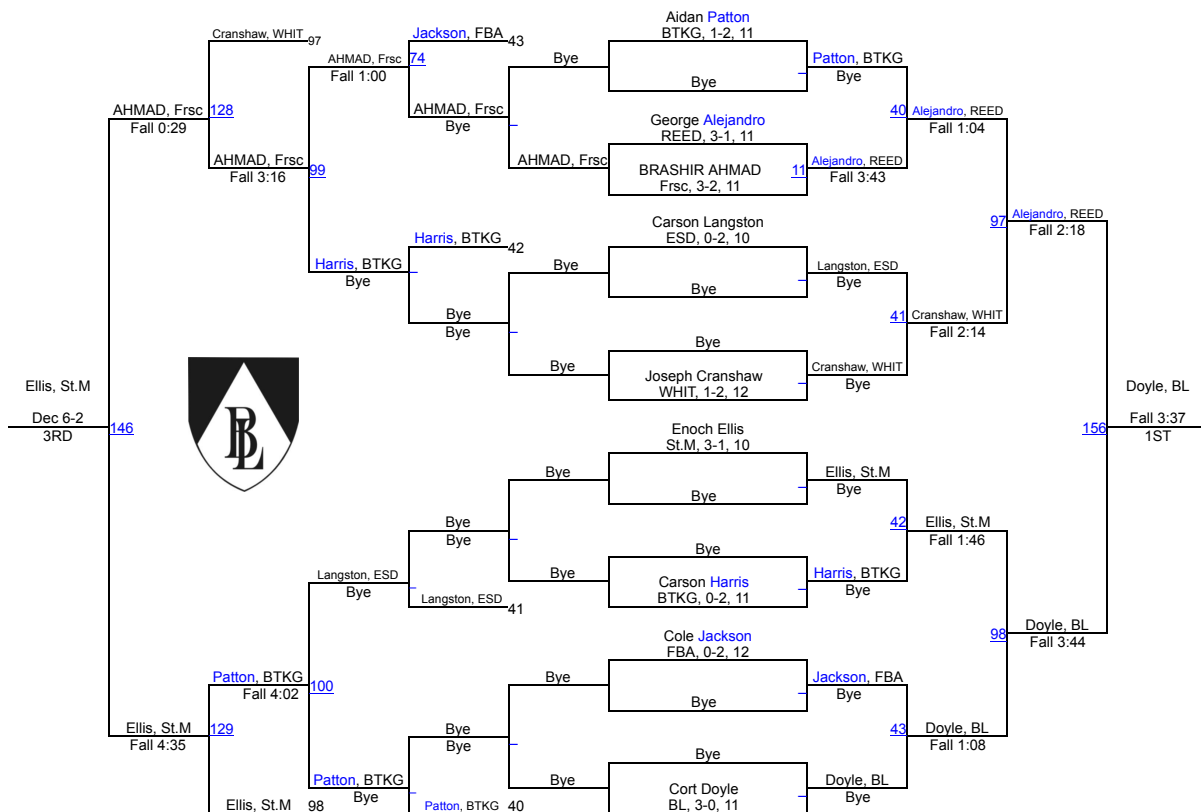 Aidan Patton
Cranshaw, WHIT 97
Jackson, FBA 43
BTKG, 1-2, 11
AHMAD, Frsc 74
Bye
Patton, BTKG
Fall 1:00
Bye
Bye
AHMAD, Frsc 128
AHMAD, Frsc
40 Alejandro, REED
Fall 0:29
Bye
George Alejandro
Fall 1:04
REED, 3-1, 11
AHMAD, Frsc
AHMAD, Frsc
Alejandro, REED
Fall 3:16
99
BRASHIR AHMAD 11
Fall 3:43
Frsc, 3-2, 11
Carson Langston
97 Alejandro, REED
Harris, BTKG 42
ESD, 0-2, 10
Fall 2:18
Harris, BTKG
Bye
Langston, ESD
Bye
Bye
Bye
Bye
41 Cranshaw, WHIT
Bye
Fall 2:14
Bye
Bye
Cranshaw, WHIT
Joseph Cranshaw
Bye
WHIT, 1-2, 12
Ellis, St.M
Doyle, BL
BL
Dec 6-2
Fall 3:37
3RD
146
Enoch Ellis
156
1ST
St.M, 3-1, 10
Bye
Ellis, St.M
Bye
Bye
Bye
42 Ellis, St.M
Bye
Fall 1:46
Bye
Langston, ESD
Bye
Harris, BTKG
Bye
Carson Harris
Bye
Langston, ESD 41
BTKG, 0-2, 11
Cole Jackson
98 Doyle, BL
FBA, 0-2, 12
Fall 3:44
Patton, BTKG 100
Bye
Jackson, FBA
Fall 4:02
Bye
Bye
Ellis, St.M 129
Bye
43 Doyle, BL
Fall 4:35
Bye
Fall 1:08
Bye
Patton, BTKG
Bye
Doyle, BL
Bye
Cort Doyle
Bye
Ellis, St.M 98
Patton, BTKG 40
BL, 3-0, 11